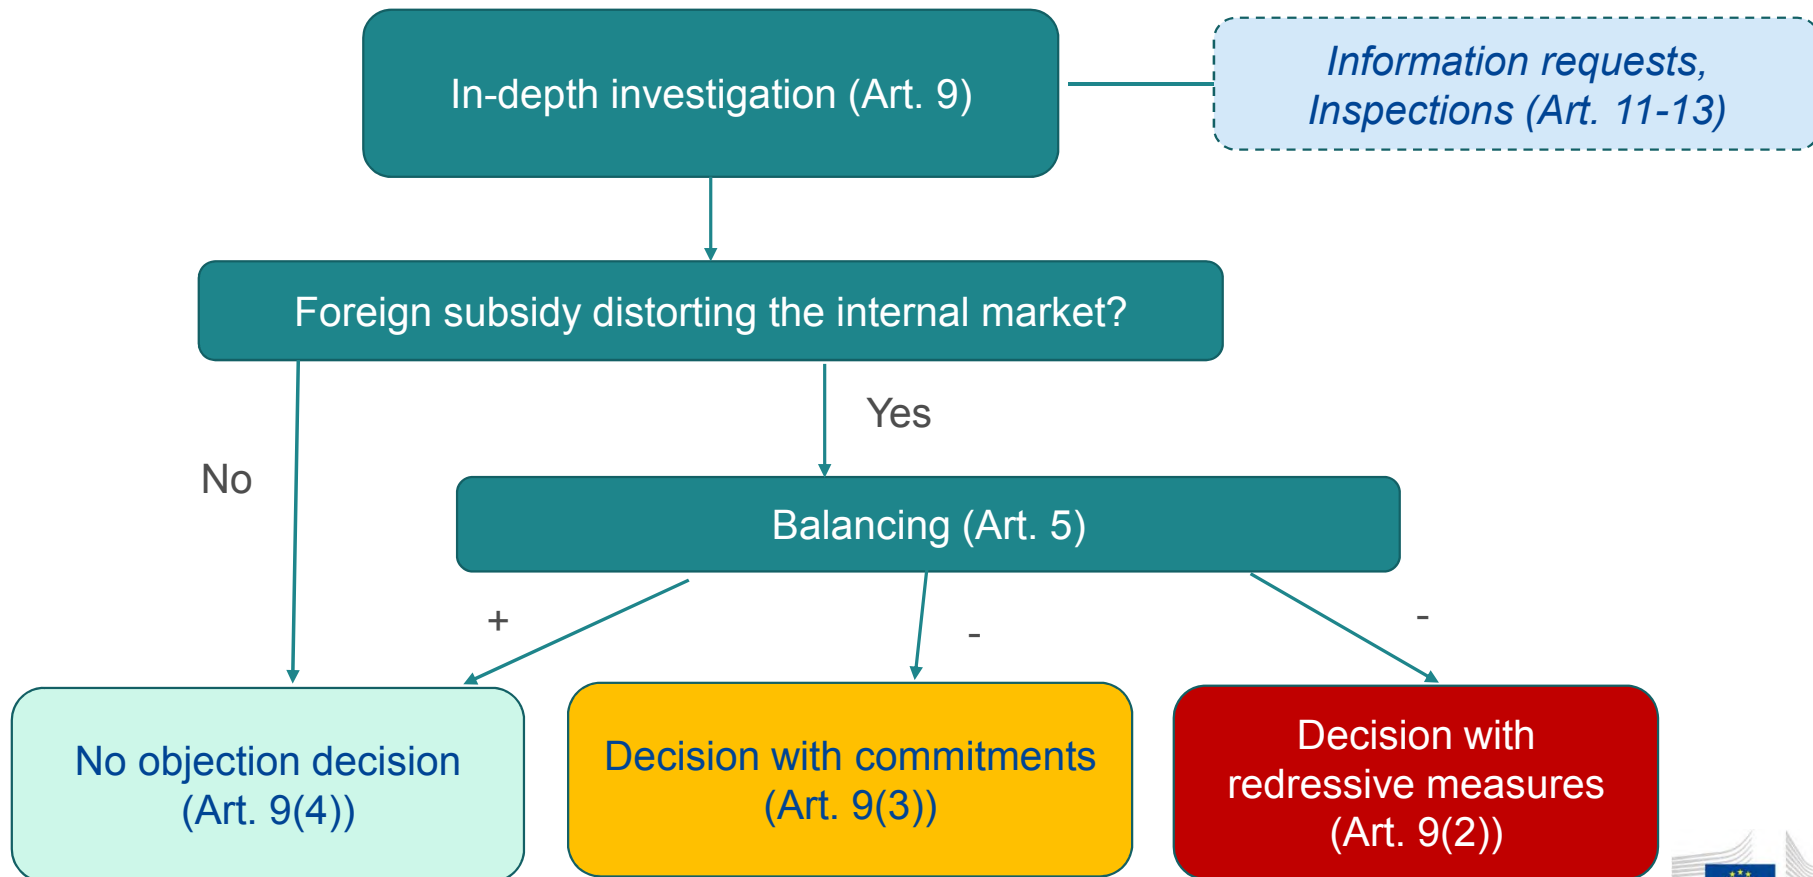 In-depth investigation (Art. 9)
Information requests,
Inspections (Art. 11-13)
Foreign subsidy distorting the internal market?
Yes
No
Balancing (Art. 5)
+
-
-
No objection decision
(Art. 9(4))
Decision with commitments
(Art. 9(3))
Decision with
redressive measures
(Art. 9(2))